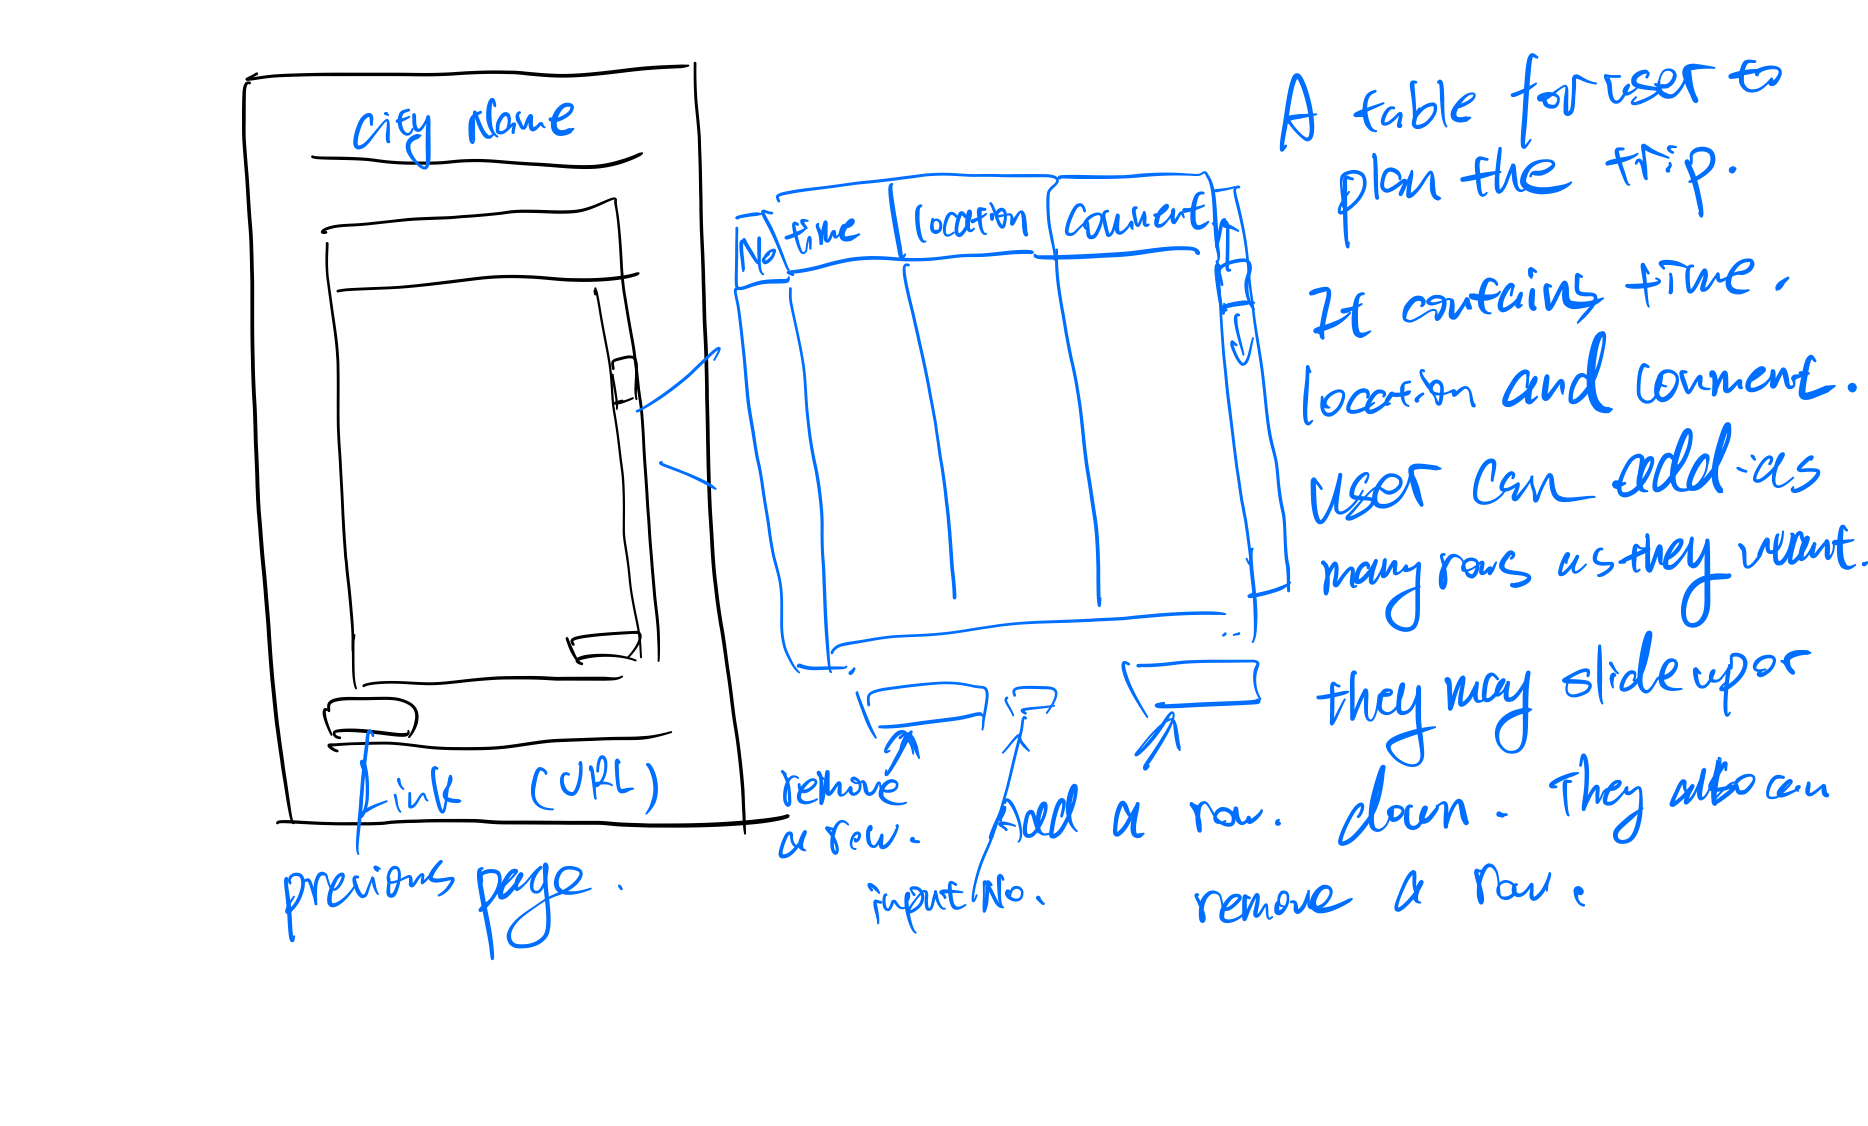 City Name
No time location comment
Link (URL)
previous page.
remove
a row.
input No.
Add a row.
A table for user to
plan the trip.
It contains time.
location and comment.
user can add as
many rows as they want.
they may slide up or
down. They also can
remove a row.